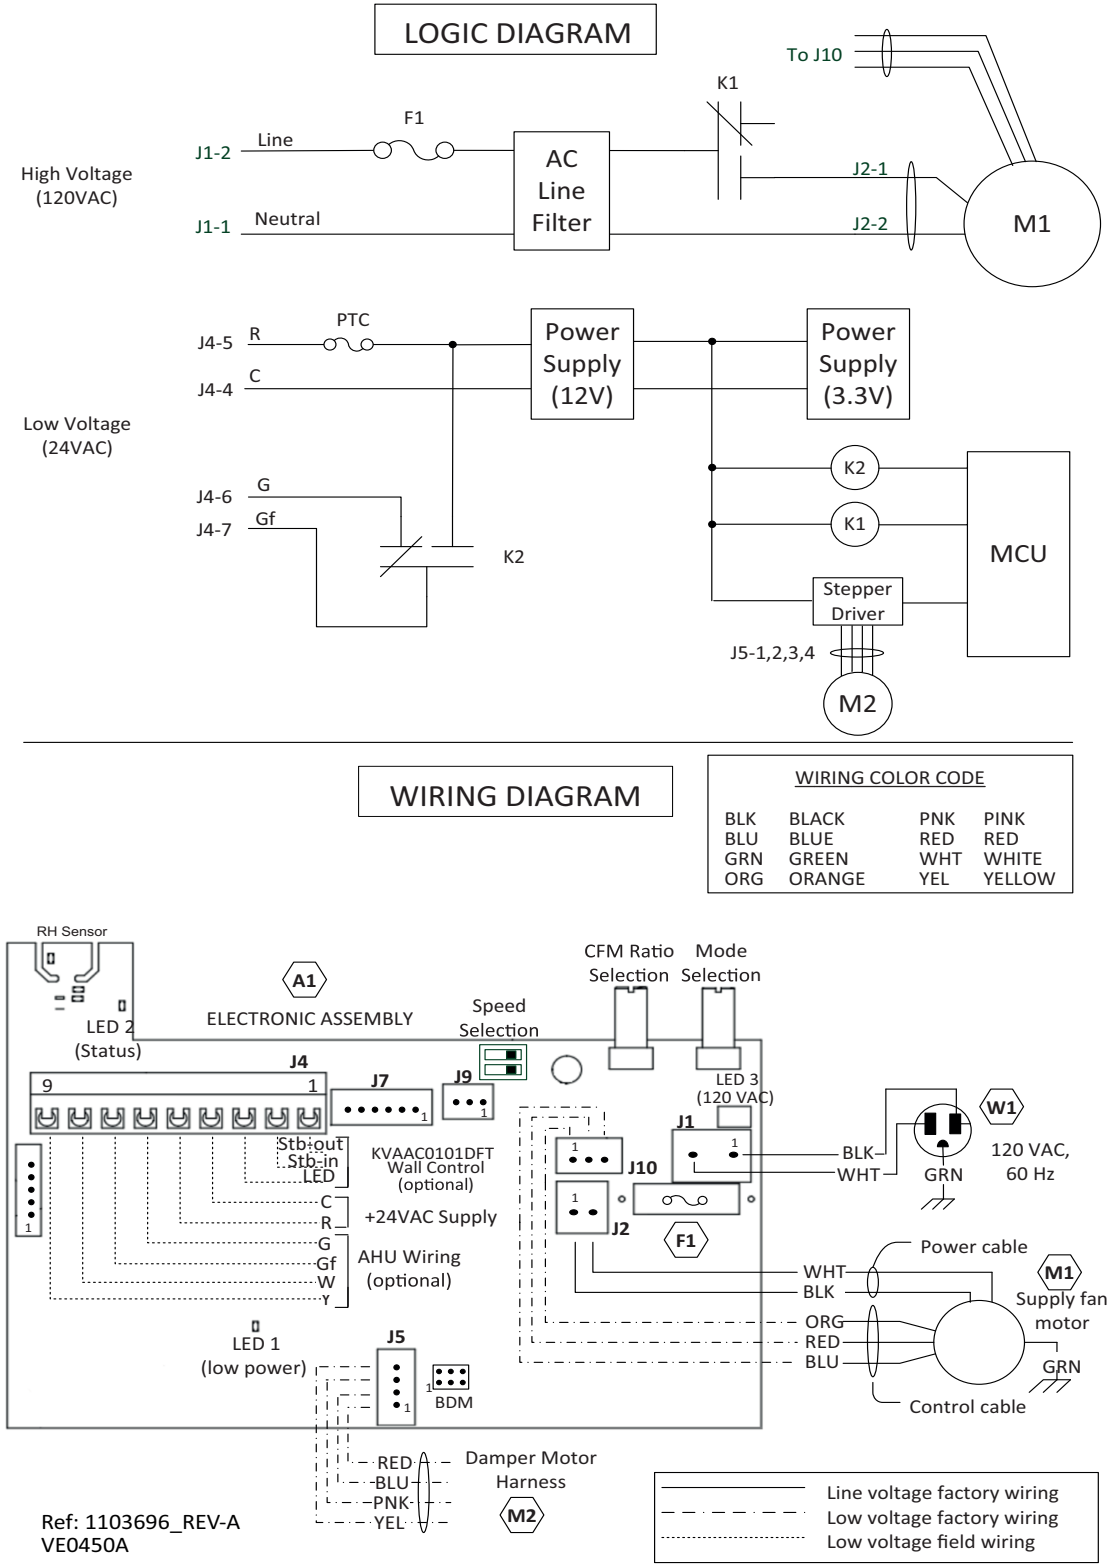 LOGIC DIAGRAM
To J10
K1
F1
Line
J1-2
High Voltage
(120VAC)
AC
Line
Filter
J2-1
M1
J1-1
Neutral
J2-2
PTC
R
J4-5
C
J4-4
Power
Supply
(12V)
Power
Supply
(3.3V)
Low Voltage
(24VAC)
K2
G
J4-6
Gf
J4-7
K1
K2
MCU
Stepper
Driver
J5-1,2,3,4
M2
WIRING DIAGRAM
WIRING COLOR CODE
BLK BLACK PNK PINK
BLU BLUE RED RED
GRN GREEN WHT WHITE
ORG ORANGE YEL YELLOW
RH Sensor
A1
ELECTRONIC ASSEMBLY
LED 2
(Status)
Speed
Selection
CFM Ratio
Selection
Mode
Selection
J4
9 1
J7
1
J9
1
LED 3
(120 VAC)
J1
1
Stb-out
Stb-in
LED
KVAAC0101DFT
Wall Control
(optional)
1
J10
BLK
WHT
W1
120 VAC,
60 Hz
GRN
C
R
+24VAC Supply
1
1
J2
F1
G
Gf
W
Y
AHU Wiring
(optional)
Power cable
WHT
BLK
M1
Supply fan
motor
ORG
RED
BLU
GRN
Control cable
LED 1
(low power)
J5
1
1
BDM
RED
BLU
PNK
YEL
Damper Motor
Harness
M2
Ref: 1103696_REV-A
VE0450A
Line voltage factory wiring
Low voltage factory wiring
Low voltage field wiring